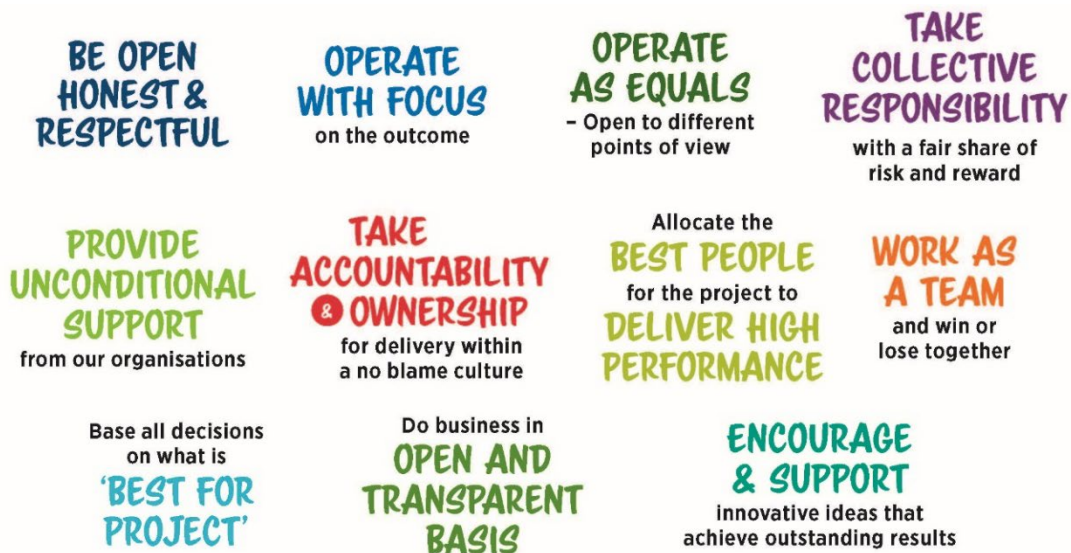 BE OPEN
HONEST &
RESPECTFUL
OPERATE
WITH FOCUS
on the outcome
OPERATE
AS EQUALS
– Open to different
points of view
TAKE
COLLECTIVE
RESPONSIBILITY
with a fair share of
risk and reward
PROVIDE
UNCONDITIONAL
SUPPORT
from our organisations
TAKE
ACCOUNTABILITY
& OWNERSHIP
for delivery within
a no blame culture
Allocate the
BEST PEOPLE
for the project to
DELIVER HIGH
PERFORMANCE
WORK AS
A TEAM
and win or
lose together
Base all decisions
on what is
‘BEST FOR
PROJECT’
Do business in
OPEN AND
TRANSPARENT
BASIS
ENCOURAGE
& SUPPORT
innovative ideas that
achieve outstanding results